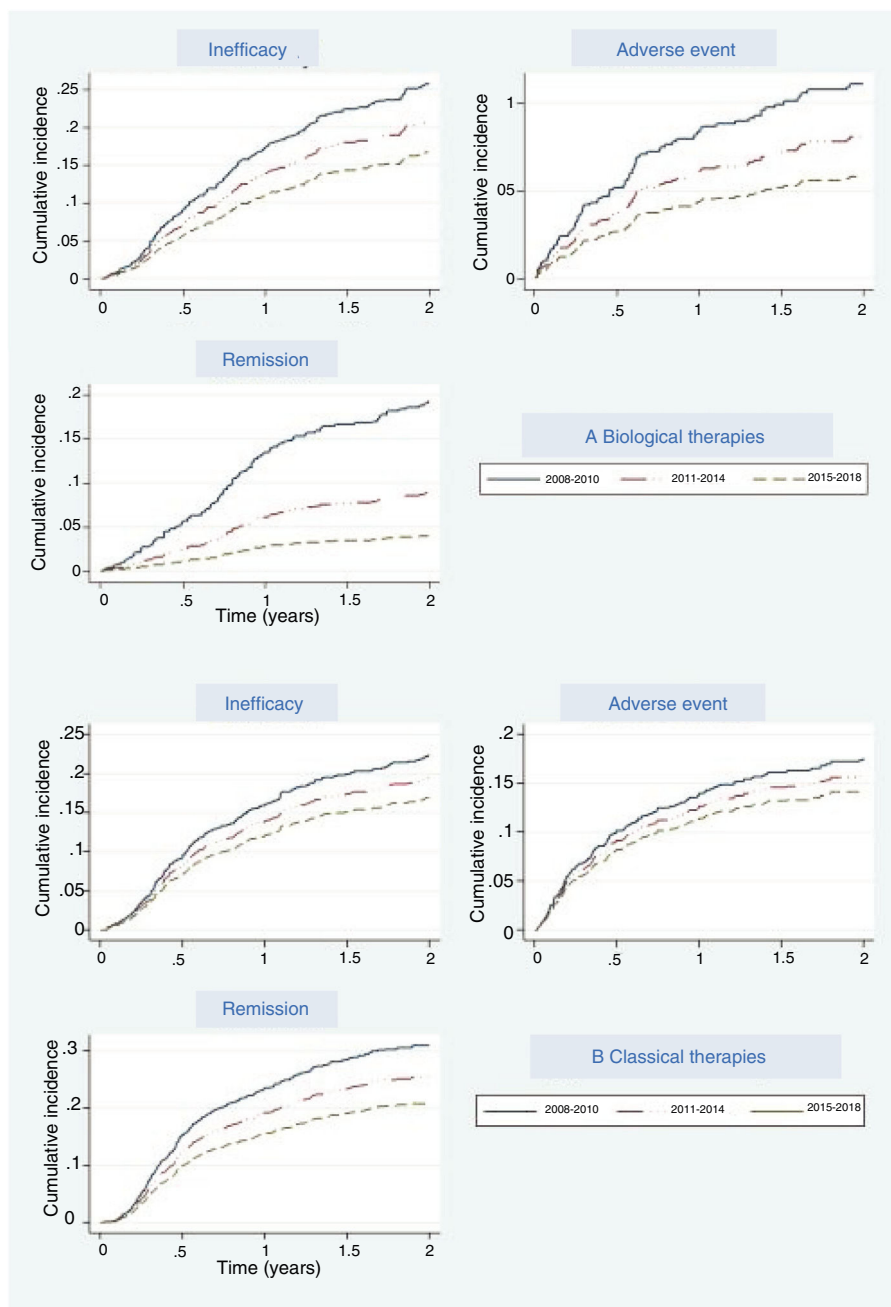 Inefficacy
Adverse event
Cumulative incidence
.25
.2
.15
.1
.05
0
0 .5 1 1.5 2
Cumulative incidence
1
05
0
0 .5 1 1.5 2
Remission
Cumulative incidence
.2
.15
.1
.05
0
0 .5 1 1.5 2
Time (years)
A Biological therapies
2008-2010 2011-2014 2015-2018
Inefficacy
Adverse event
Cumulative incidence
.25
.2
.15
.1
.05
0
0 .5 1 1.5 2
Cumulative incidence
.2
.15
.1
.05
0
0 .5 1 1.5 2
Remission
Cumulative incidence
.3
.2
.1
0
0 .5 1 1.5 2
Time (years)
B Classical therapies
2008-2010 2011-2014 2015-2018